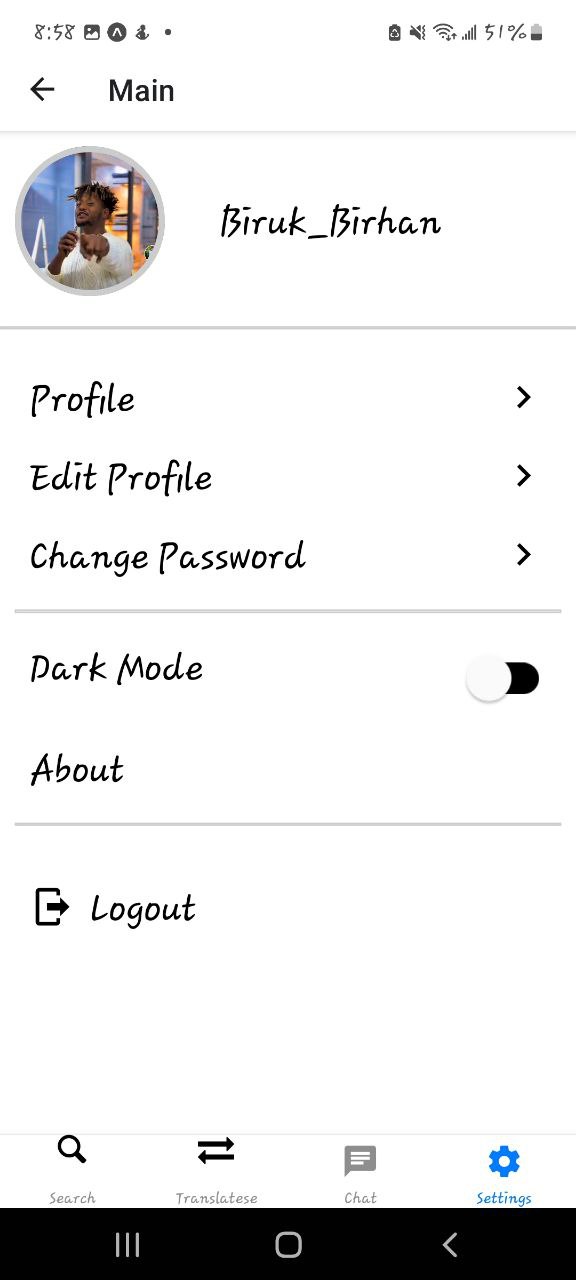 8:58 51%
Main
Biruk_Birhan
Profile
Edit Profile
Change Password
Dark Mode
About
Logout
Search Translatese Chat Settings